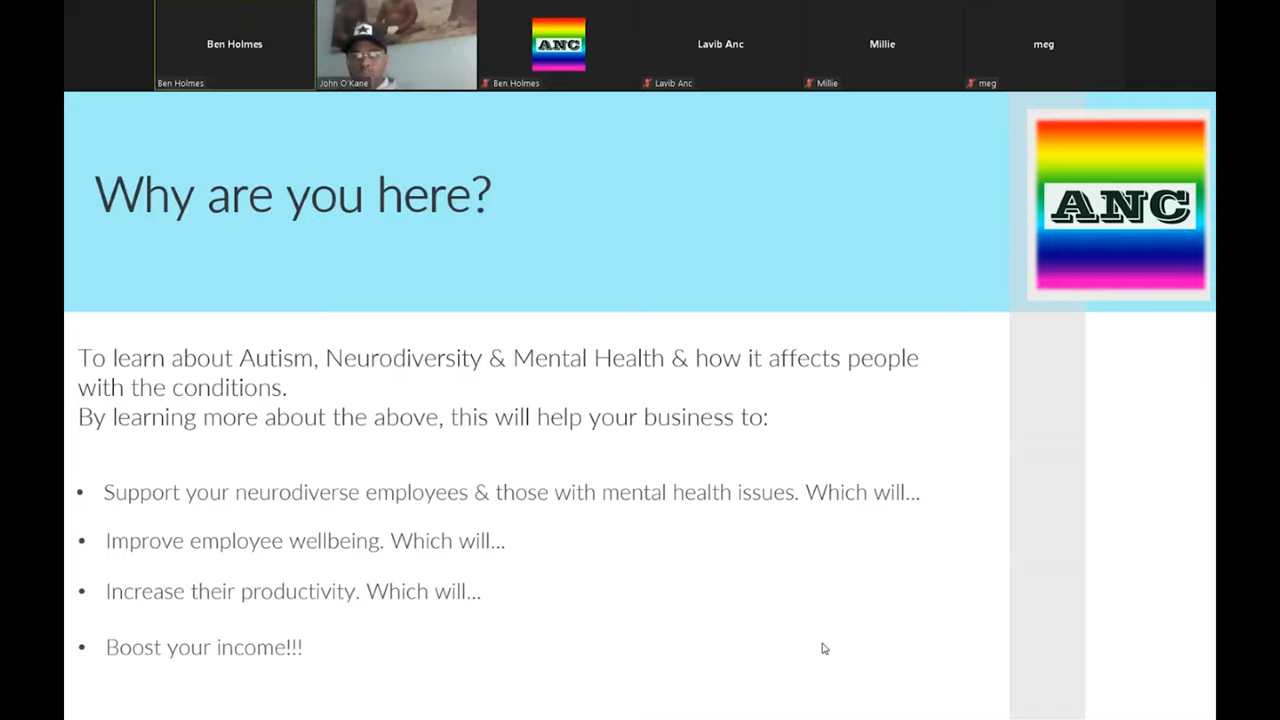 Ben Holmes
Ben Holmes
John O'Kane
ANC
Ben Holmes
Lavib Anc
Lavib Anc
Millie
Millie
meg
meg
Why are you here?
ANC
To learn about Autism, Neurodiversity & Mental Health & how it affects people
with the conditions.
By learning more about the above, this will help your business to:
• Support your neurodiverse employees & those with mental health issues. Which will...
• Improve employee wellbeing. Which will...
• Increase their productivity. Which will...
• Boost your income!!!